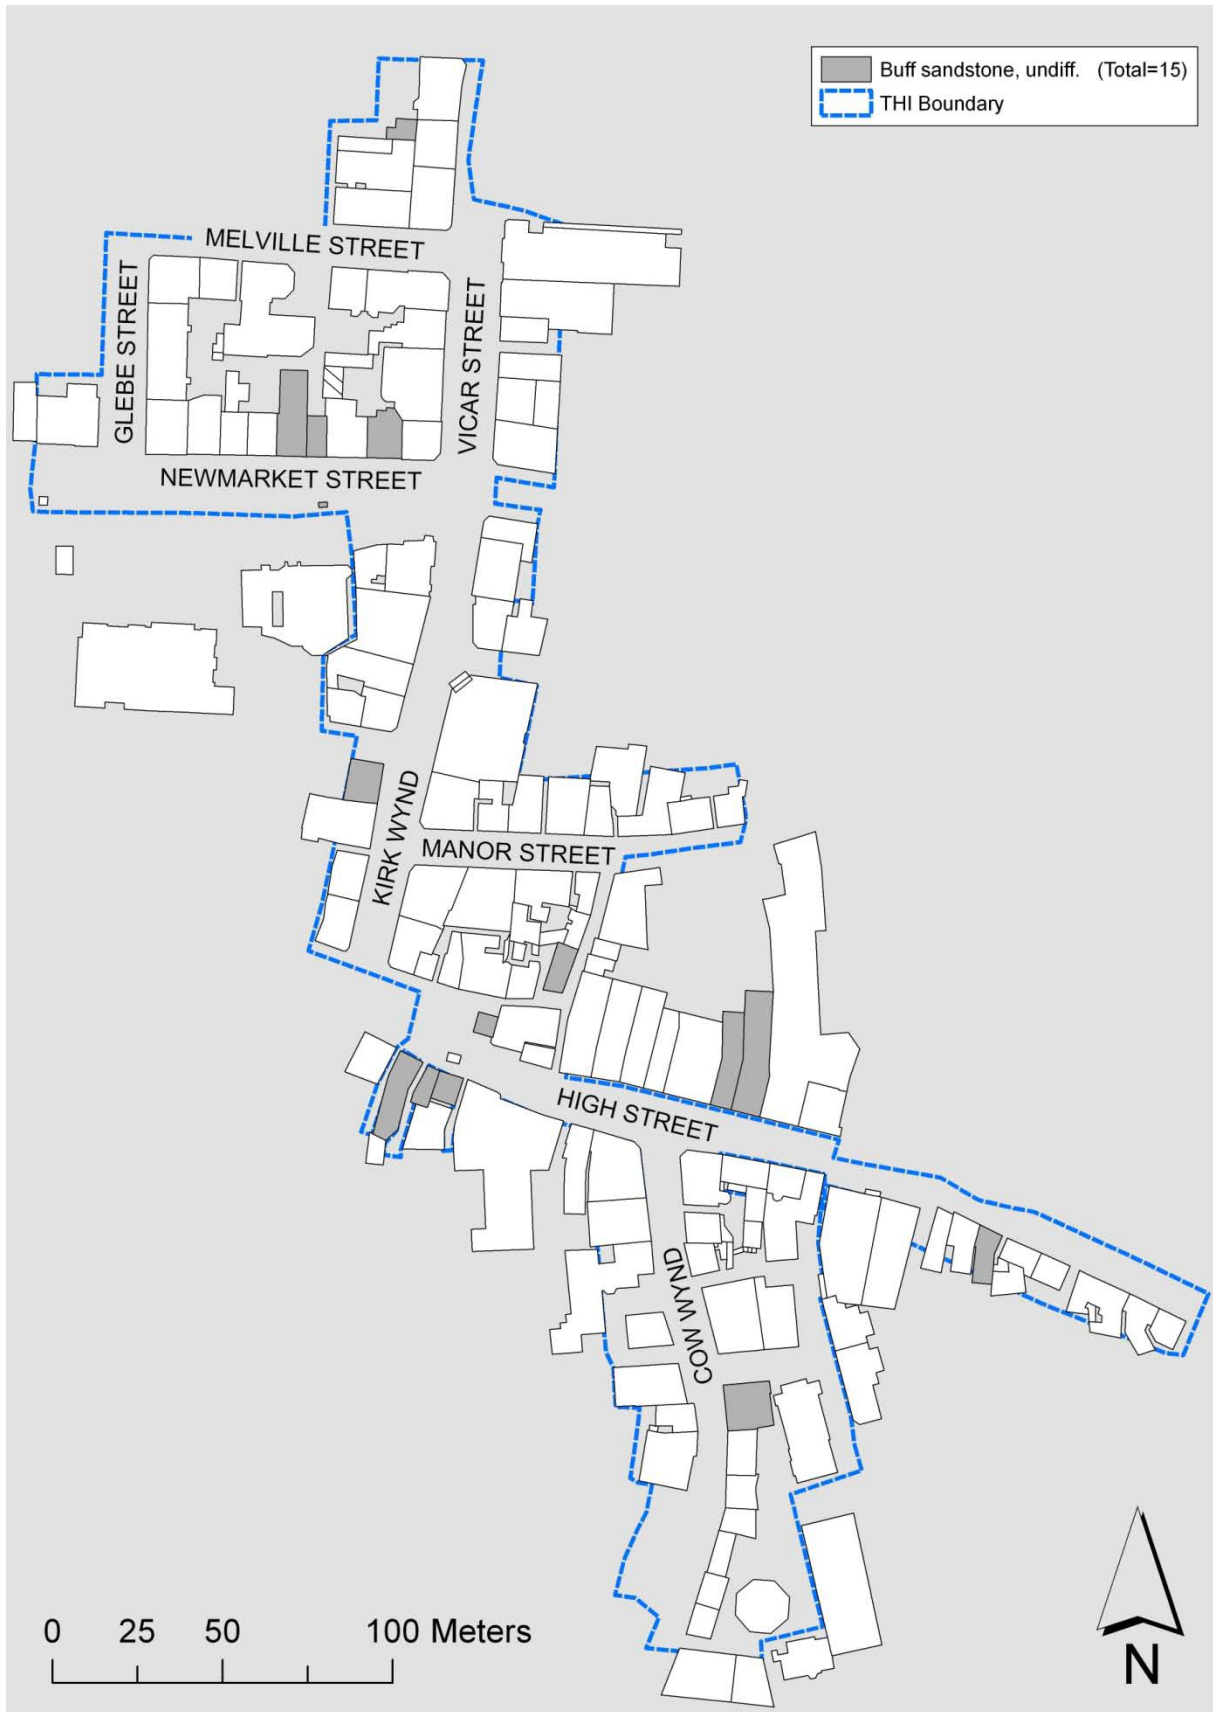 Buff sandstone, undiff. (Total=15)
THI Boundary
MELVILLE STREET
GLEBE STREET
VICAR STREET
NEWMARKET STREET
KIRK WYND
MANOR STREET
HIGH STREET
COW WYND
0 25 50 100 Meters
N